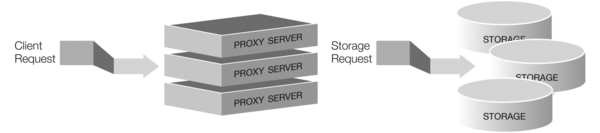 Client
Request
PROXY SERVER
PROXY SERVER
PROXY SERVER
Storage
Request
STORAGE
STORAGE
STORAGE